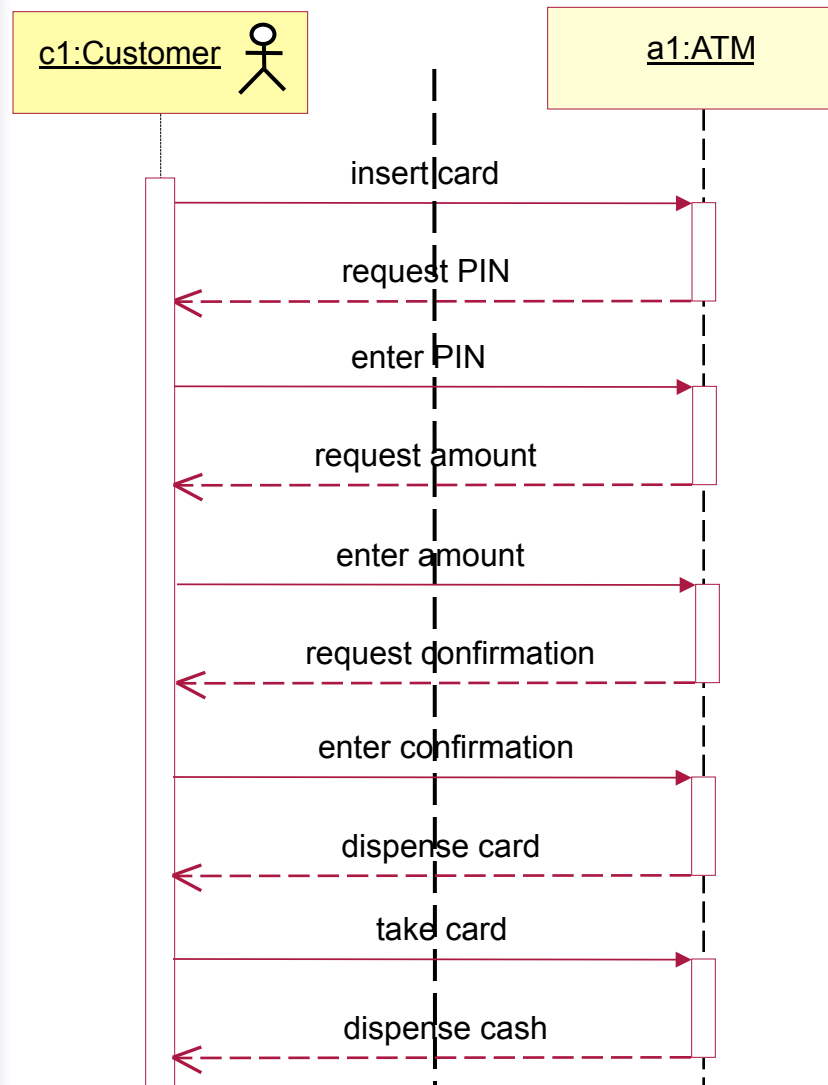 c1:Customer
a1:ATM
insert card
request PIN
enter PIN
request amount
enter amount
request confirmation
enter confirmation
dispense card
take card
dispense cash